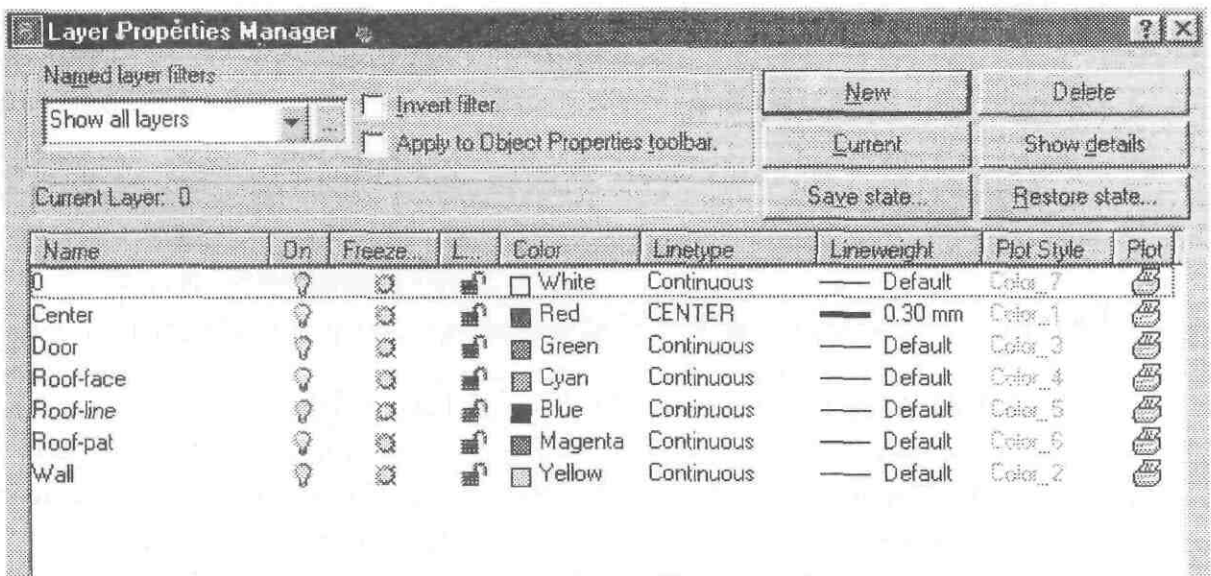 Layer Properties Manager
Named layer filters
Show all layers
...
Invert filter
Apply to Object Properties toolbar.
New
Delete
Current
Show details
Current Layer: 0
Save state...
Restore state...
Name On Freeze... L... Color Linetype Lineweight Plot Style Plot
0 White Continuous Default Color_7
Center Red CENTER 0.30 mm Color_1
Door Green Continuous Default Color_3
Roof-face Cyan Continuous Default Color_4
Roof-line Blue Continuous Default Color_5
Roof-pat Magenta Continuous Default Color_6
Wall Yellow Continuous Default Color_2